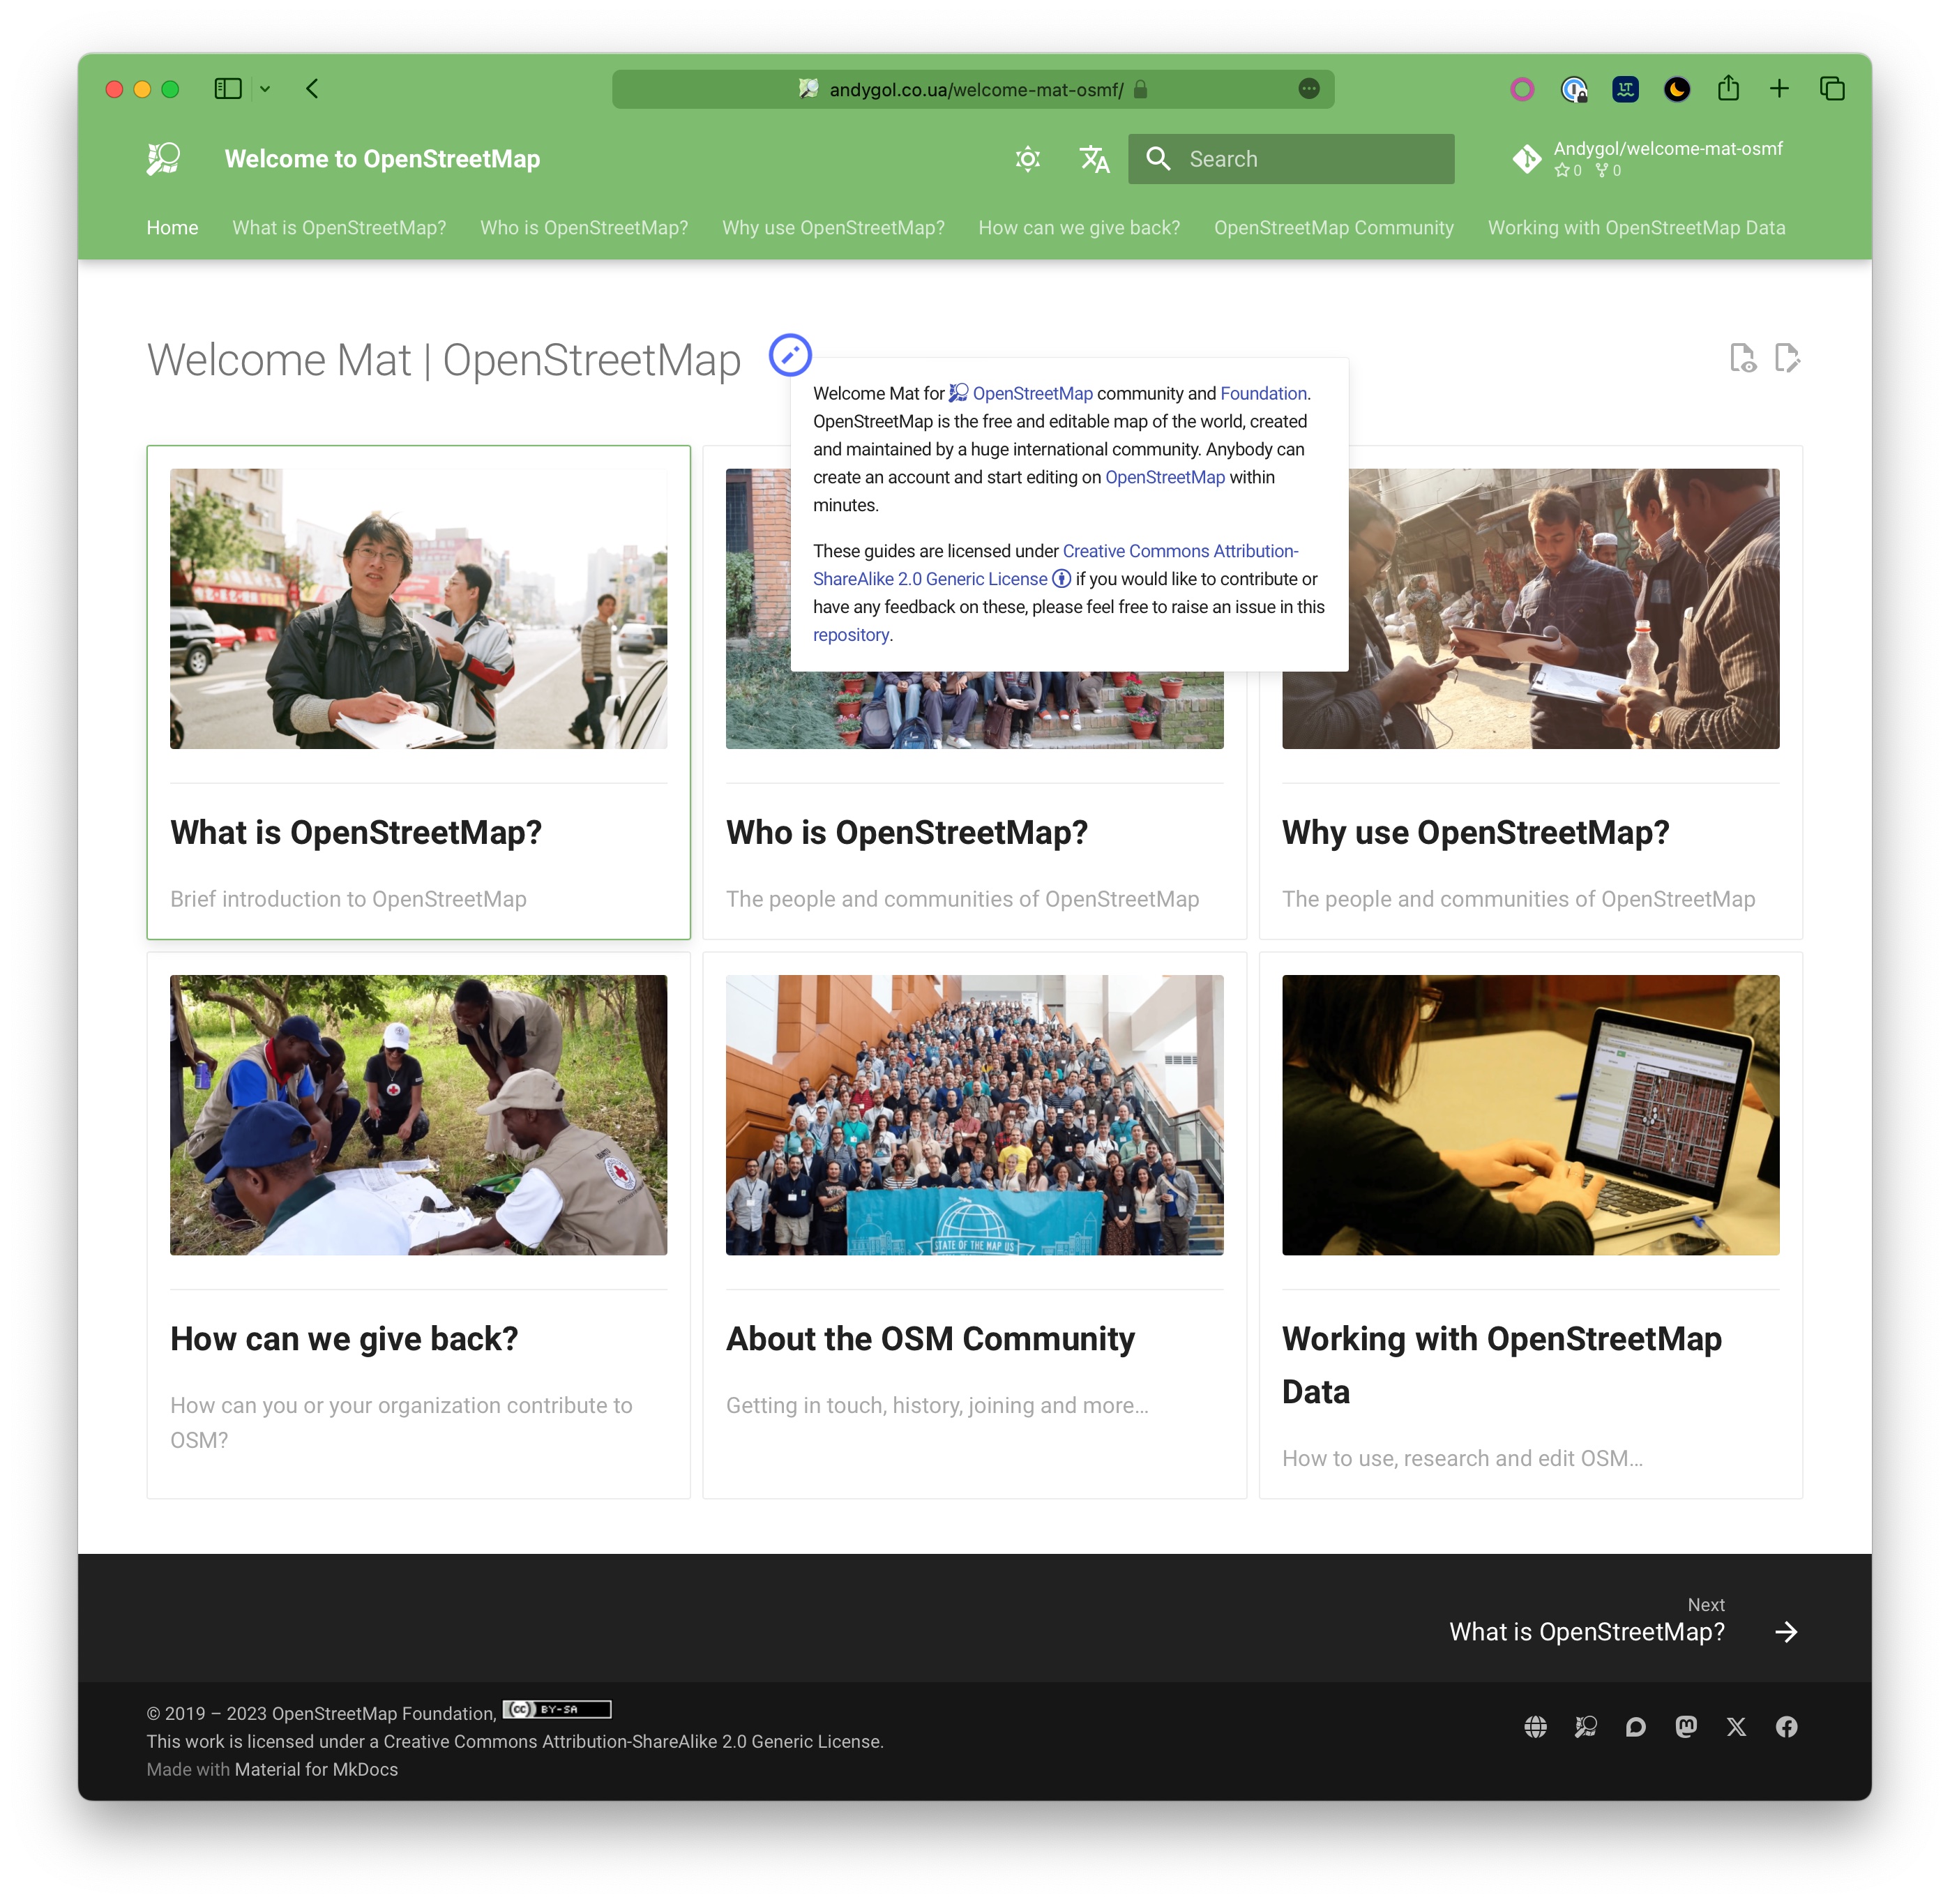 andygol.co.ua/welcome-mat-osmf/
Welcome to OpenStreetMap
Search
Andygol/welcome-mat-osmf
0 0
Home What is OpenStreetMap? Who is OpenStreetMap? Why use OpenStreetMap? How can we give back? OpenStreetMap Community Working with OpenStreetMap Data
Welcome Mat | OpenStreetMap
Welcome Mat for OpenStreetMap community and Foundation.
OpenStreetMap is the free and editable map of the world, created
and maintained by a huge international community. Anybody can
create an account and start editing on OpenStreetMap within
minutes.
These guides are licensed under Creative Commons Attribution-
ShareAlike 2.0 Generic License if you would like to contribute or
have any feedback on these, please feel free to raise an issue in this
repository.
What is OpenStreetMap?
Brief introduction to OpenStreetMap
Who is OpenStreetMap?
The people and communities of OpenStreetMap
Why use OpenStreetMap?
The people and communities of OpenStreetMap
STATE OF THE MAP US
How can we give back?
How can you or your organization contribute to
OSM?
About the OSM Community
Getting in touch, history, joining and more…
Working with OpenStreetMap
Data
How to use, research and edit OSM…
Next
What is OpenStreetMap?
© 2019 – 2023 OpenStreetMap Foundation, cc BY-SA
This work is licensed under a Creative Commons Attribution-ShareAlike 2.0 Generic License.
Made with Material for MkDocs